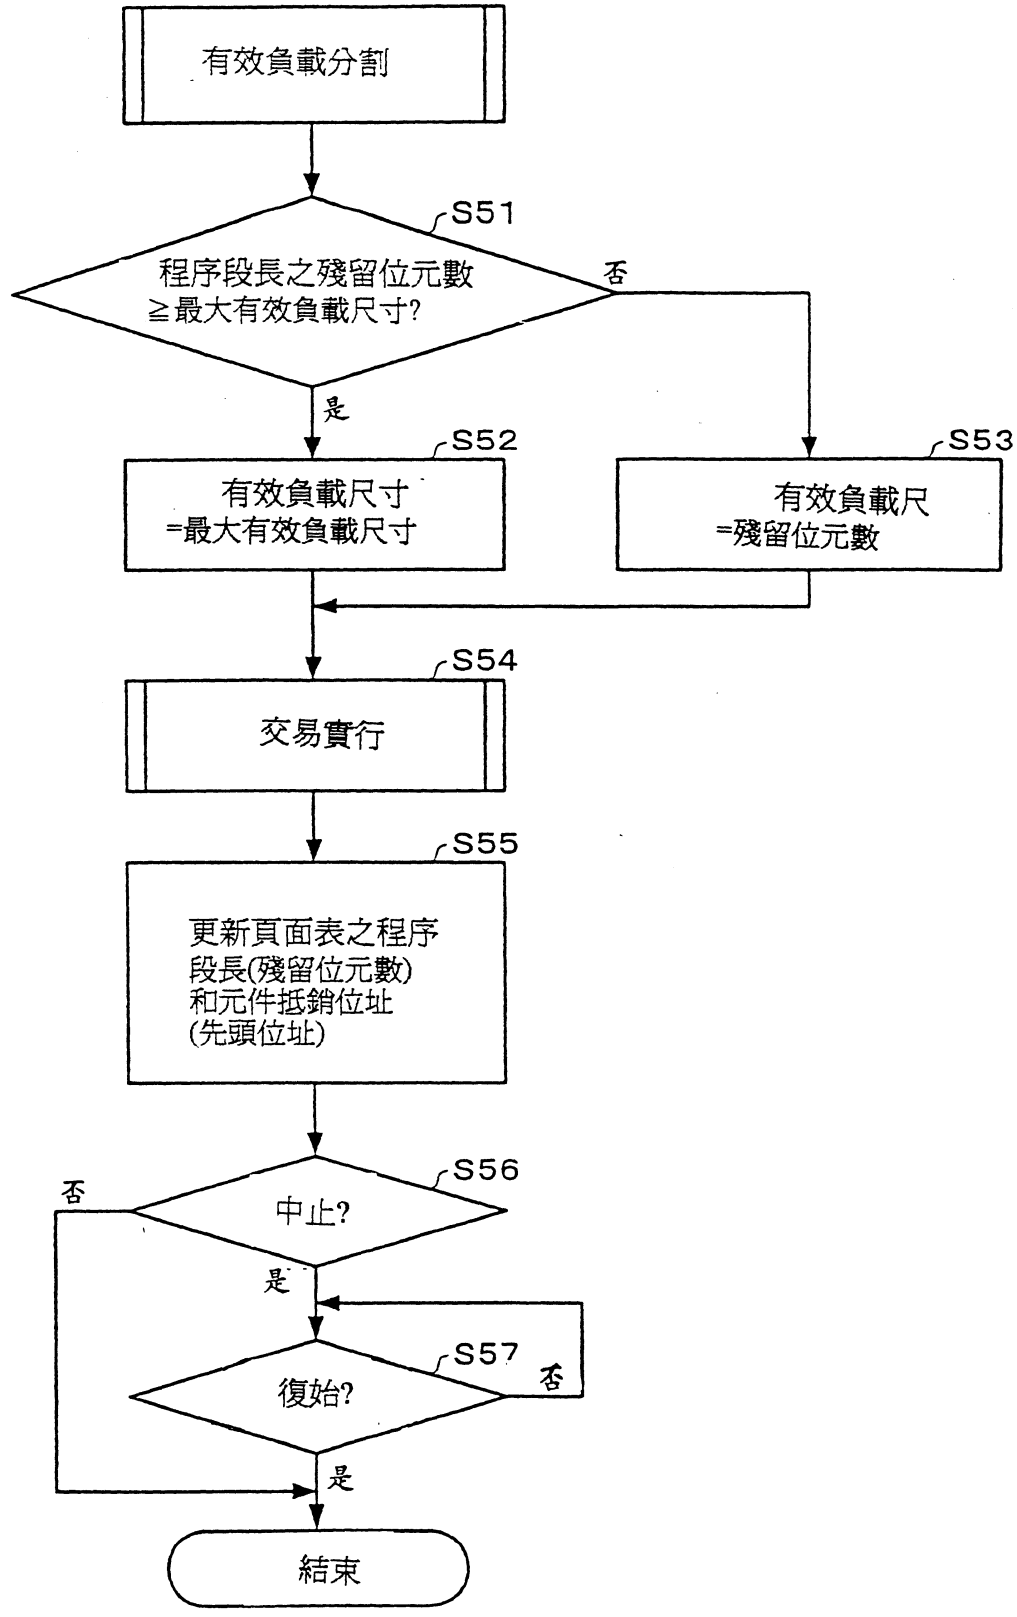 有效負載分割
S51
程序段長之殘留位元數
≧最大有效負載尺寸?
否
是
S52
有效負載尺寸
=最大有效負載尺寸
S53
有效負載尺
=殘留位元數
S54
交易實行
S55
更新頁面表之程序
段長(殘留位元數)
和元件抵銷位址
(先頭位址)
S56
中止?
否
是
S57
復始?
否
是
結束